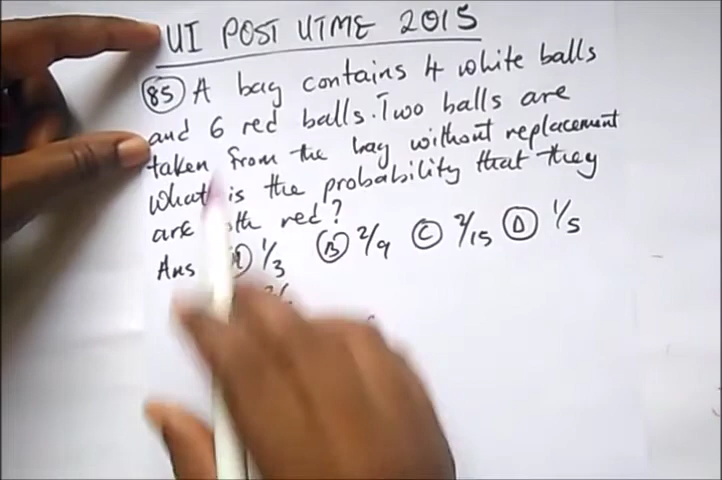 UI POST UTME 2015
85 A bag contains 4 white balls
and 6 red balls. Two balls are
taken from the bag without replacement
What is the probability that they
are red?
Ans 1/3 B 2/9 C 2/15 D 1/5